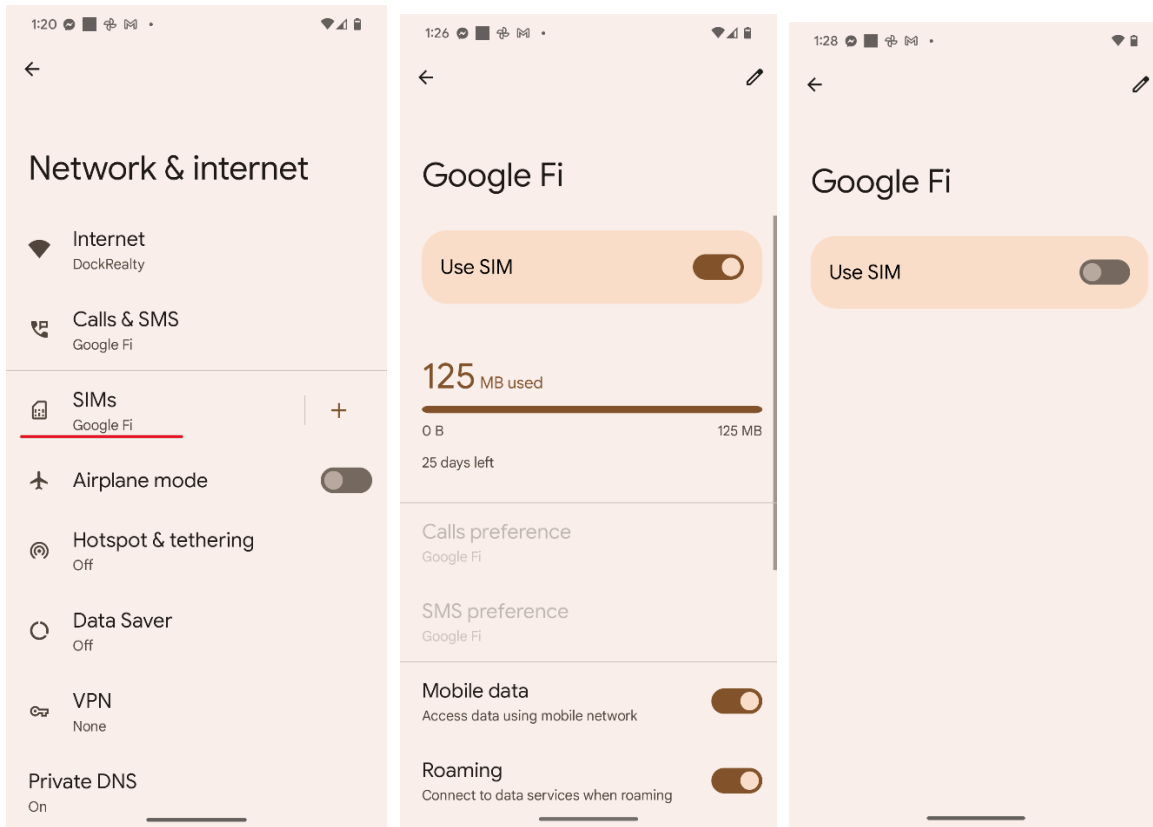 1:20
Network & internet
Internet
DockRealty
Calls & SMS
Google Fi
SIMs
Google Fi
+
Airplane mode
Hotspot & tethering
Off
Data Saver
Off
VPN
None
Private DNS
On
1:26
Google Fi
Use SIM
125 MB used
0 B 125 MB
25 days left
Calls preference
Google Fi
SMS preference
Google Fi
Mobile data
Access data using mobile network
Roaming
Connect to data services when roaming
1:28
Google Fi
Use SIM